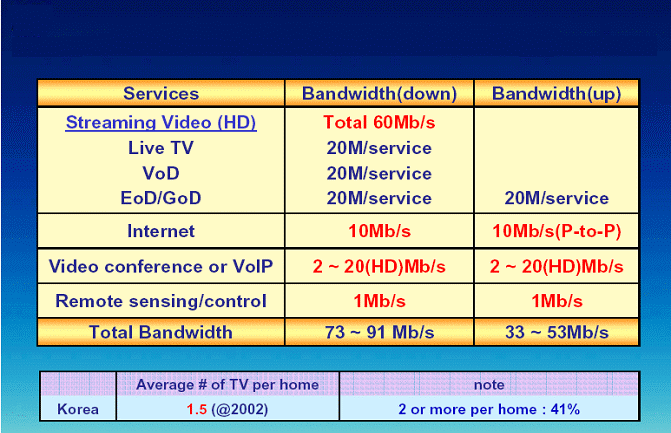 Services Bandwidth(down) Bandwidth(up)
Streaming Video (HD) Total 60Mb/s
Live TV 20M/service
VoD 20M/service
EoD/GoD 20M/service 20M/service
Internet 10Mb/s 10Mb/s(P-to-P)
Video conference or VoIP 2 ~ 20(HD)Mb/s 2 ~ 20(HD)Mb/s
Remote sensing/control 1Mb/s 1Mb/s
Total Bandwidth 73 ~ 91 Mb/s 33 ~ 53Mb/s
Average # of TV per home note
Korea 1.5 (@2002) 2 or more per home : 41%